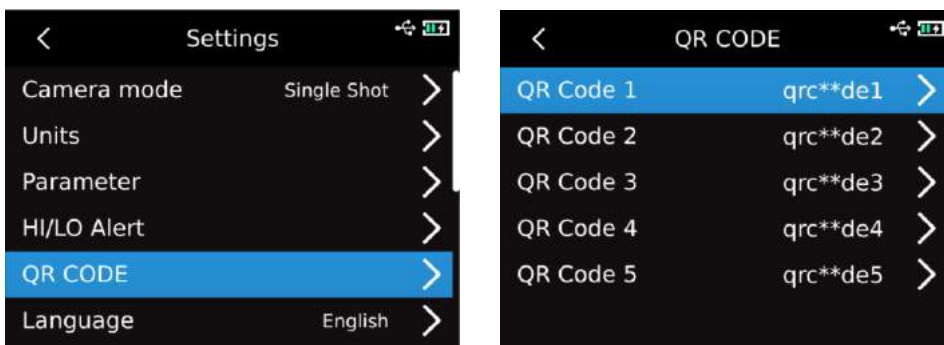 Settings
Camera mode Single Shot
Units
Parameter
HI/LO Alert
QR CODE
Language English
QR CODE
QR Code 1 qrc**de1
QR Code 2 qrc**de2
QR Code 3 qrc**de3
QR Code 4 qrc**de4
QR Code 5 qrc**de5